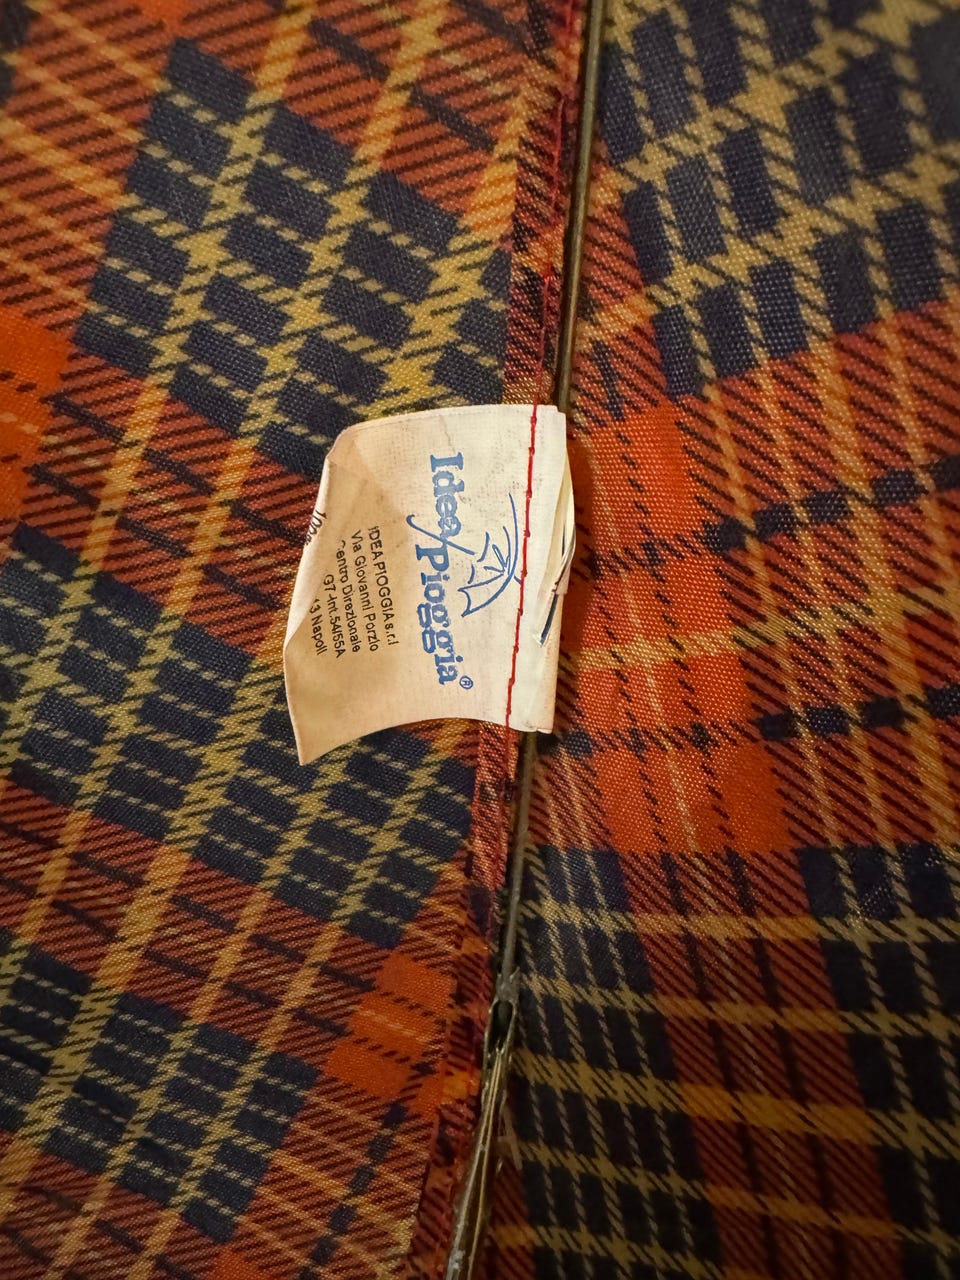 Idea Pioggia®
IDEA PIOGGIA s.r.l
Via Giovanni Porzio
Centro Direzionale
G7-Int.54/55A
Napoli